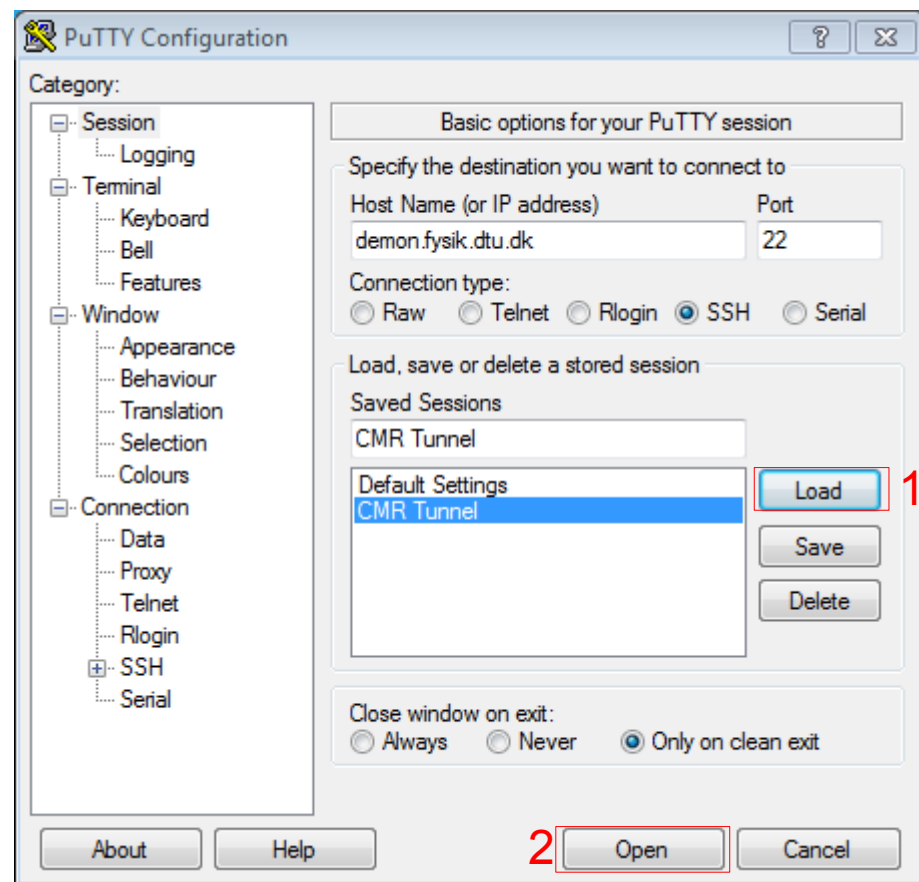 PuTTY Configuration
Category:
Session
Logging
Terminal
Keyboard
Bell
Features
Window
Appearance
Behaviour
Translation
Selection
Colours
Connection
Data
Proxy
Telnet
Rlogin
SSH
Serial
Basic options for your PuTTY session
Specify the destination you want to connect to
Host Name (or IP address) Port
demon.fysik.dtu.dk 22
Connection type:
Raw Telnet Rlogin SSH Serial
Load, save or delete a stored session
Saved Sessions
CMR Tunnel
Default Settings
CMR Tunnel
Load 1
Save
Delete
Close window on exit:
Always Never Only on clean exit
About Help 2 Open Cancel